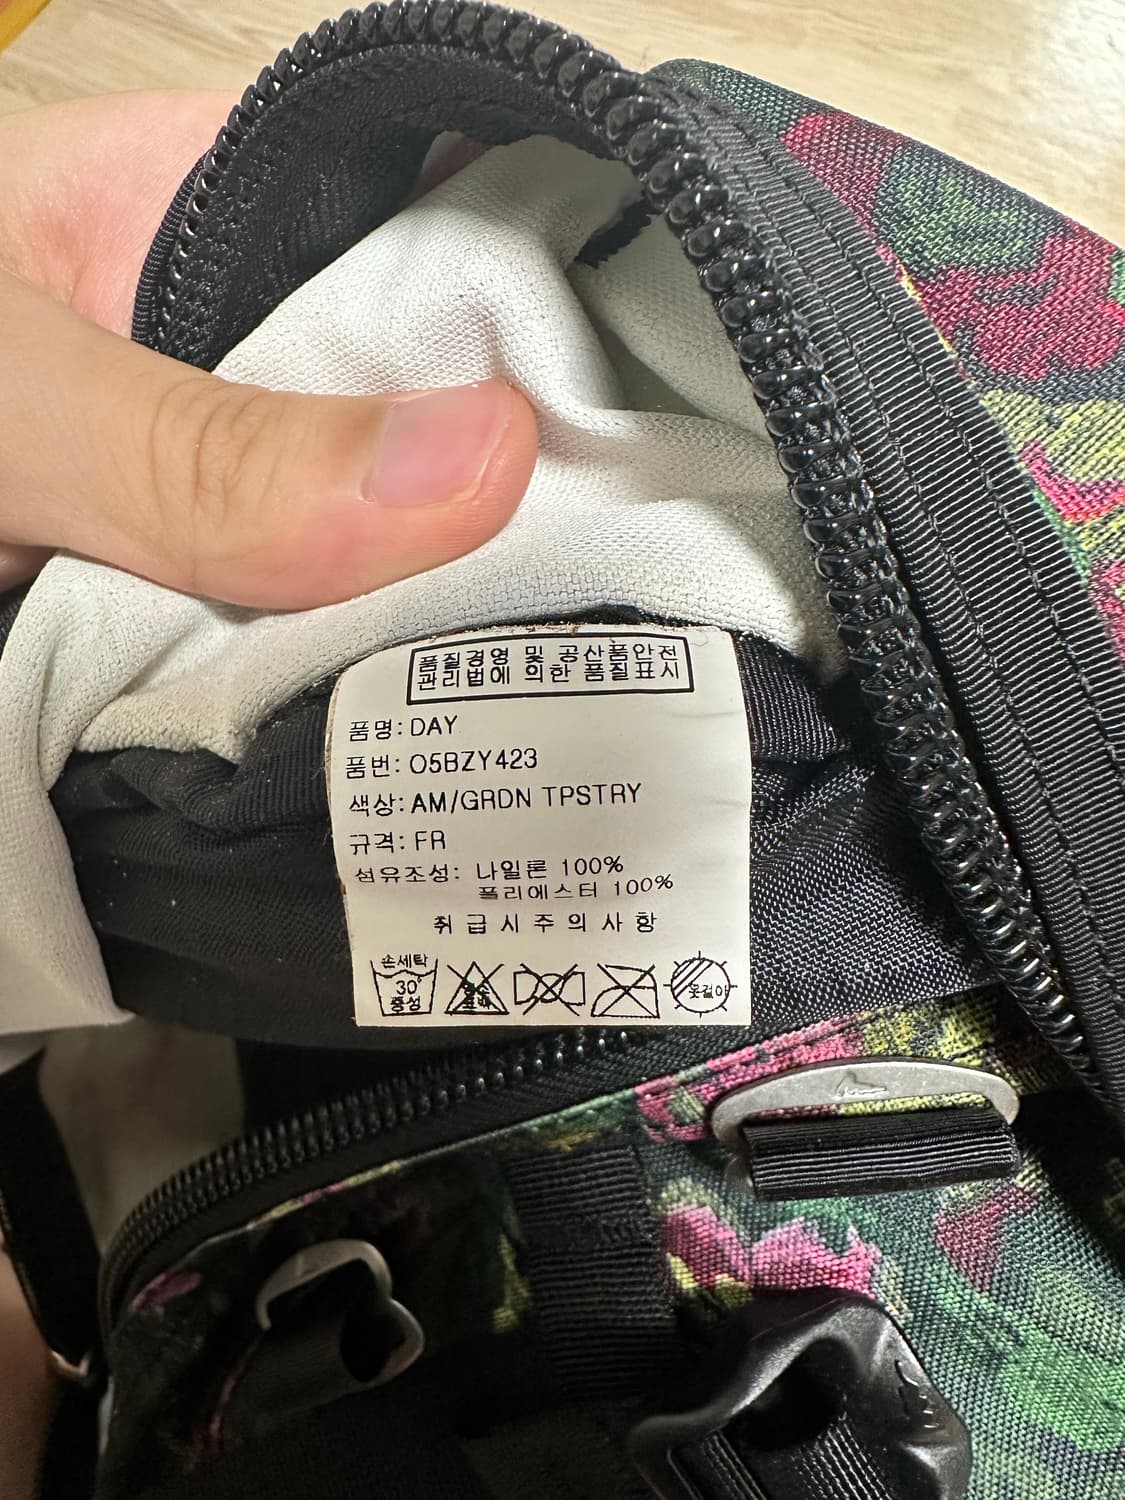 품질경영 및 공산품안전
관리법에 의한 품질표시
품명: DAY
품번: O5BZY423
색상: AM/GRDN TPSTRY
규격: FR
섬유조성: 나일론 100%
폴리에스터 100%
취급시주의사항
손세탁
30°
중성
옷걸이